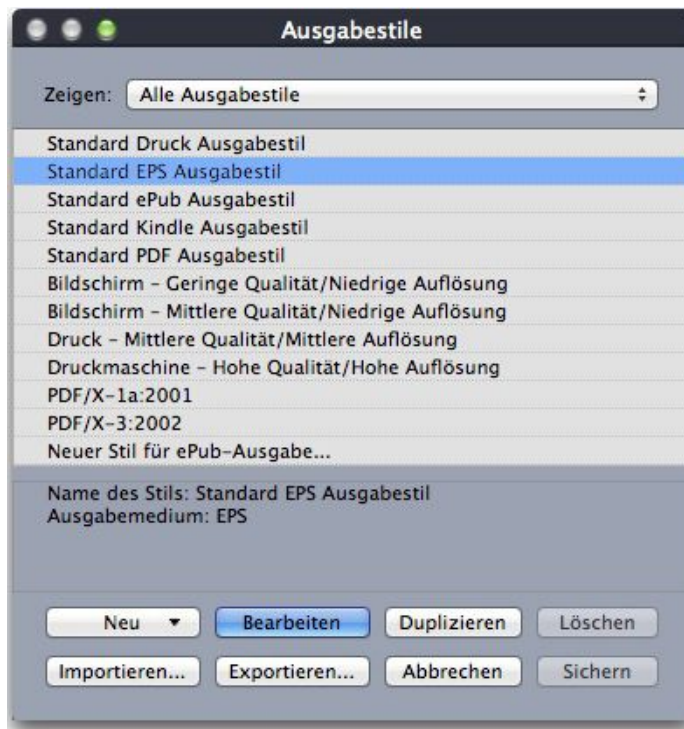 Ausgabestile
Zeigen: Alle Ausgabestile
Standard Druck Ausgabestil
Standard EPS Ausgabestil
Standard ePub Ausgabestil
Standard Kindle Ausgabestil
Standard PDF Ausgabestil
Bildschirm – Geringe Qualität/Niedrige Auflösung
Bildschirm – Mittlere Qualität/Niedrige Auflösung
Druck – Mittlere Qualität/Mittlere Auflösung
Druckmaschine – Hohe Qualität/Hohe Auflösung
PDF/X-1a:2001
PDF/X-3:2002
Neuer Stil für ePub-Ausgabe...
Name des Stils: Standard EPS Ausgabestil
Ausgabemedium: EPS
Neu Bearbeiten Duplizieren Löschen
Importieren... Exportieren... Abbrechen Sichern